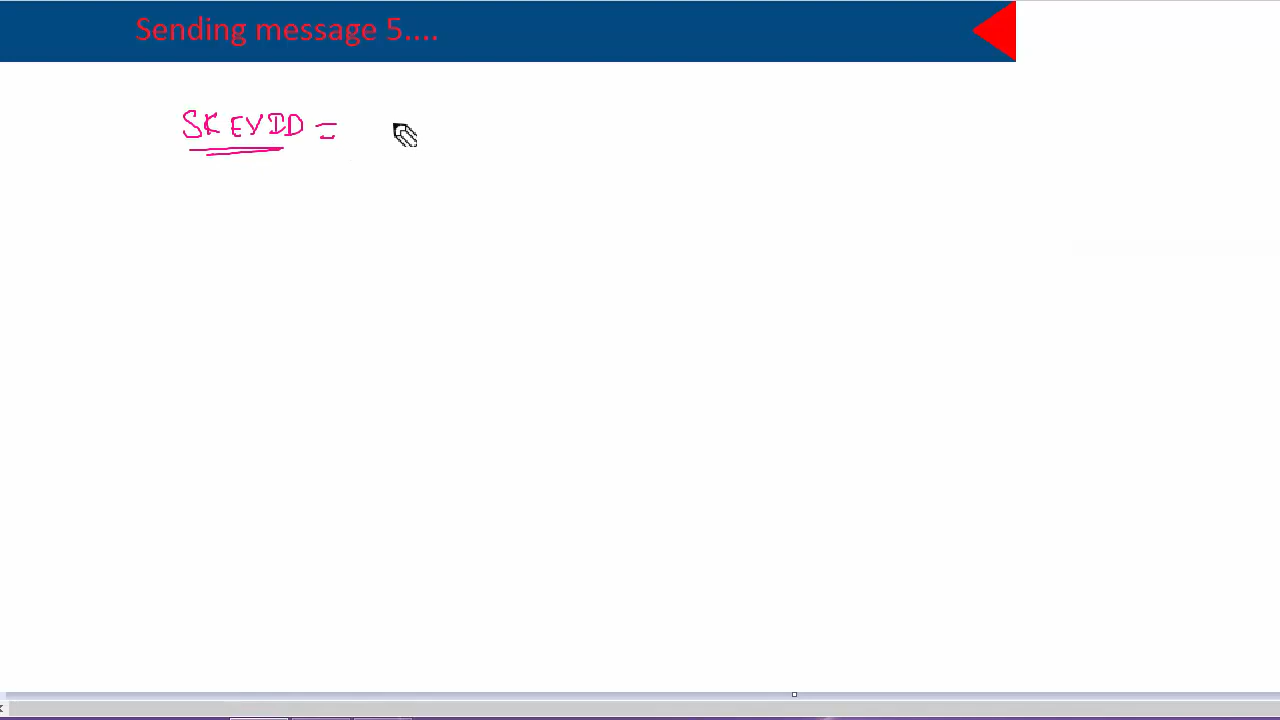 Sending message 5....
SKEYID =